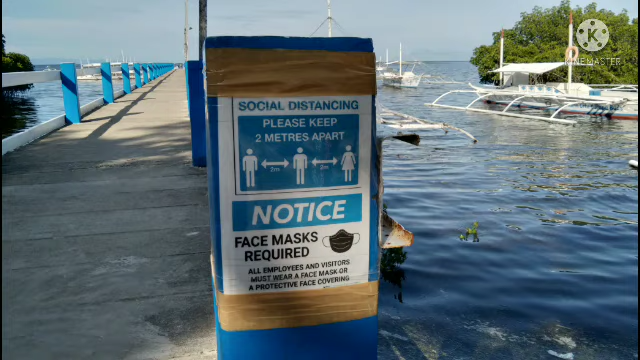 KINEMASTER
SOCIAL DISTANCING
PLEASE KEEP
2 METRES APART
2m 2m
NOTICE
FACE MASKS
REQUIRED
ALL EMPLOYEES AND VISITORS
MUST WEAR A FACE MASK OR
A PROTECTIVE FACE COVERING